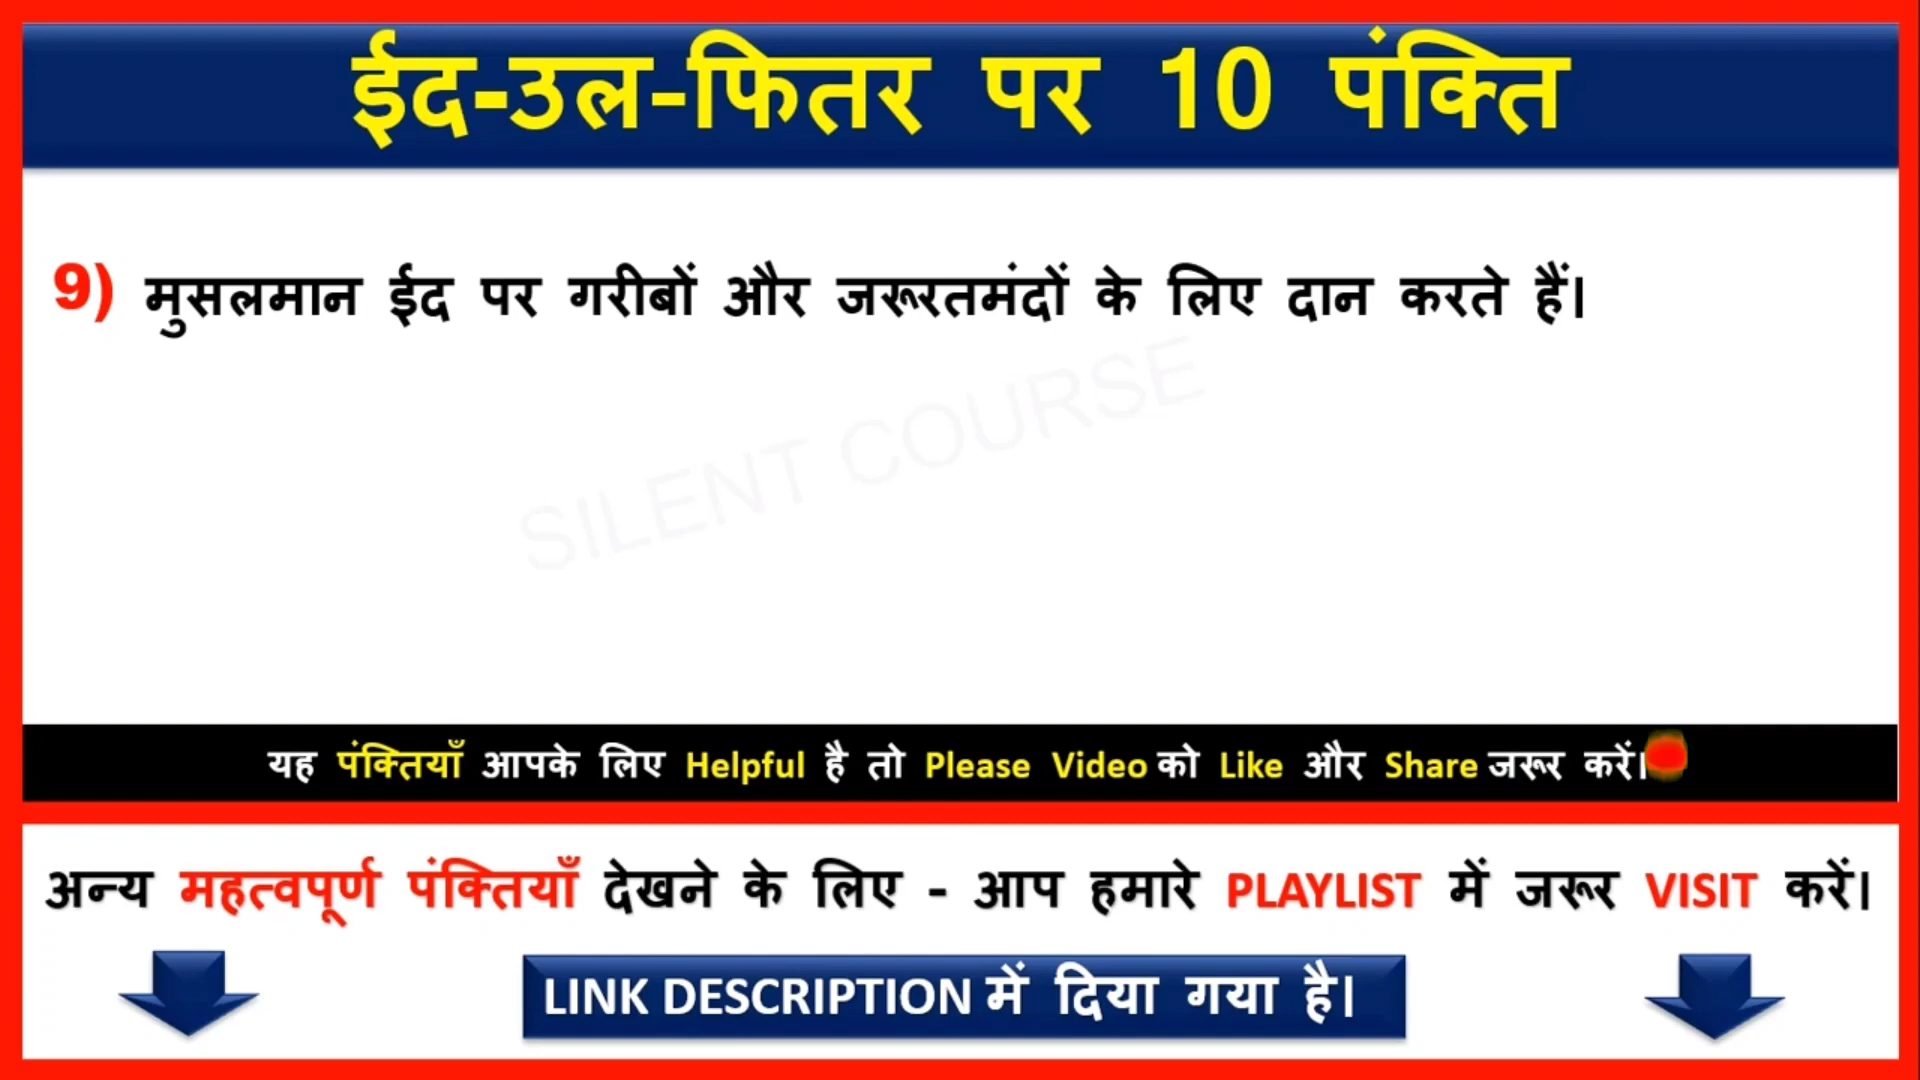 ईद-उल-फितर पर 10 पंक्ति
9) मुसलमान ईद पर गरीबों और जरूरतमंदों के लिए दान करते हैं।
SILENT COURSE
यह पंक्तियाँ आपके लिए Helpful है तो Please Video को Like और Share जरूर करें।
अन्य महत्वपूर्ण पंक्तियाँ देखने के लिए - आप हमारे PLAYLIST में जरूर VISIT करें।
LINK DESCRIPTION में दिया गया है।